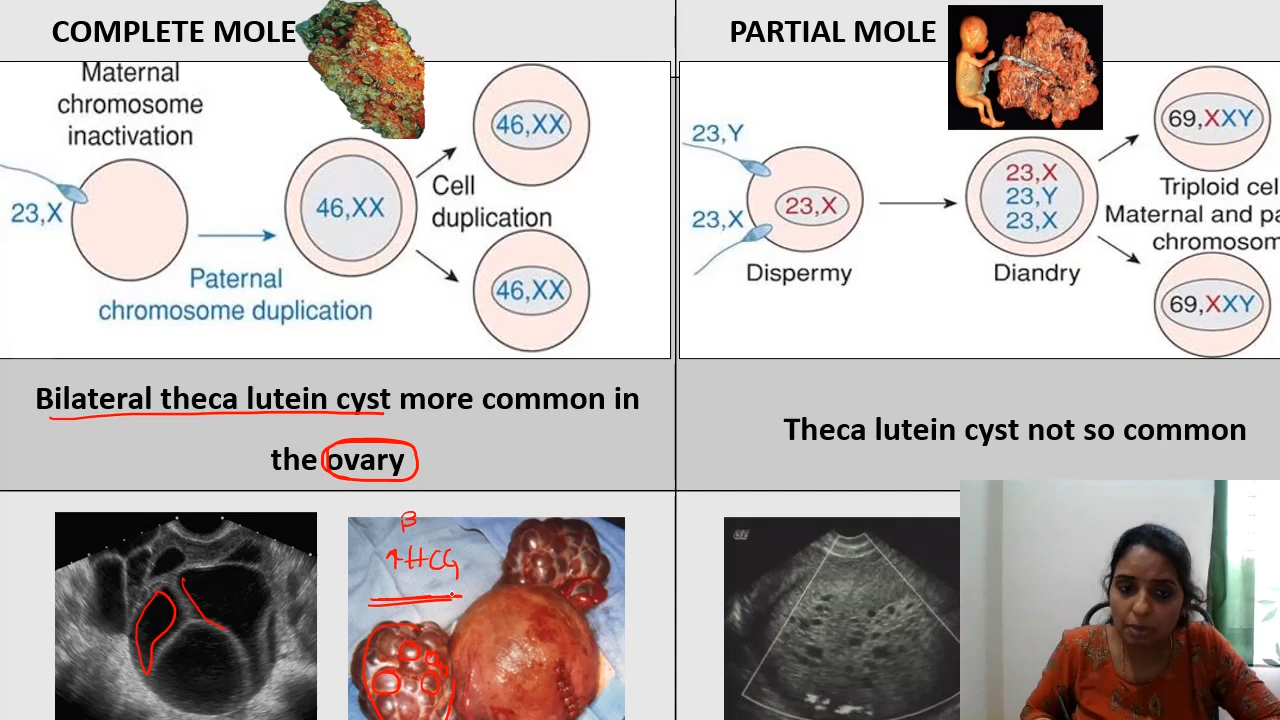 COMPLETE MOLE
PARTIAL MOLE
Maternal
chromosome
inactivation
23,X
46,XX
Cell
duplication
46,XX
46,XX
Paternal
chromosome duplication
23,Y
23,X
23,X
Dispermy
23,X
23,Y
23,X
Diandry
69,XXY
Triploid cel
Maternal and pa
chromosom
69,XXY
Bilateral theca lutein cyst more common in
the ovary
Theca lutein cyst not so common
β
↑HCG